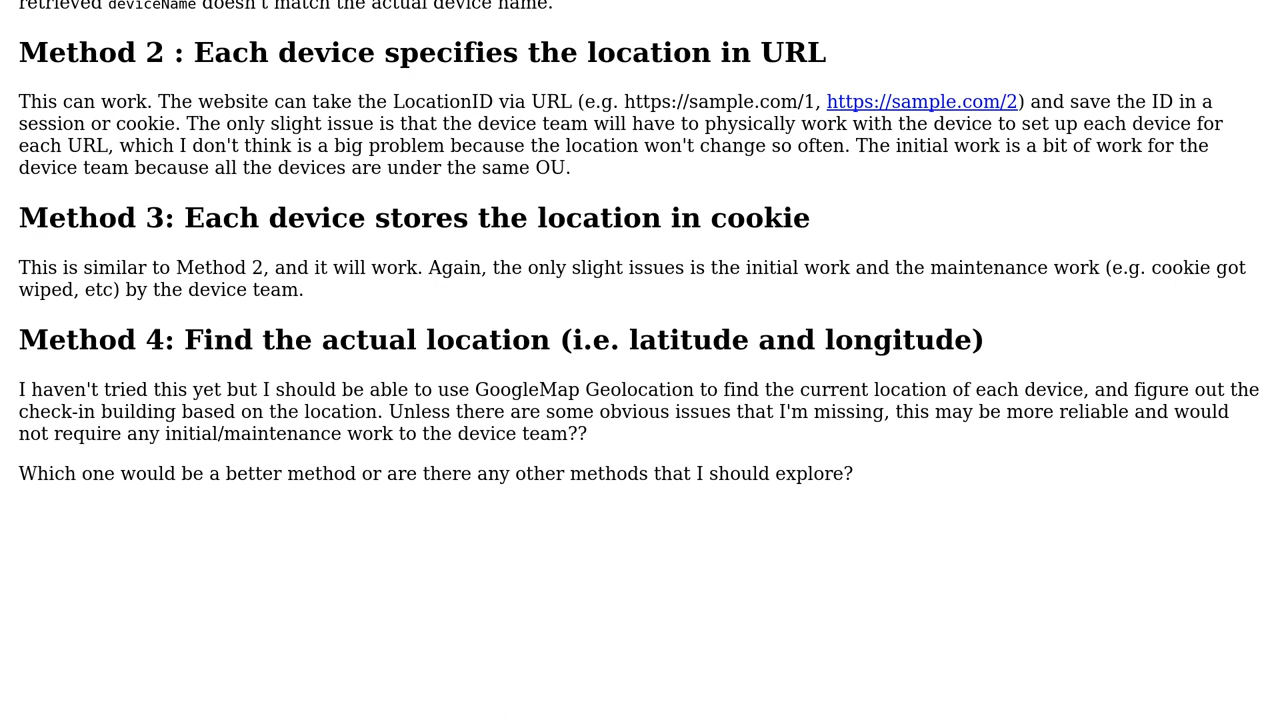 retrieved deviceName doesn't match the actual device name.
Method 2 : Each device specifies the location in URL
This can work. The website can take the LocationID via URL (e.g. https://sample.com/1, https://sample.com/2) and save the ID in a
session or cookie. The only slight issue is that the device team will have to physically work with the device to set up each device for
each URL, which I don't think is a big problem because the location won't change so often. The initial work is a bit of work for the
device team because all the devices are under the same OU.
Method 3: Each device stores the location in cookie
This is similar to Method 2, and it will work. Again, the only slight issues is the initial work and the maintenance work (e.g. cookie got
wiped, etc) by the device team.
Method 4: Find the actual location (i.e. latitude and longitude)
I haven't tried this yet but I should be able to use GoogleMap Geolocation to find the current location of each device, and figure out the
check-in building based on the location. Unless there are some obvious issues that I'm missing, this may be more reliable and would
not require any initial/maintenance work to the device team??
Which one would be a better method or are there any other methods that I should explore?